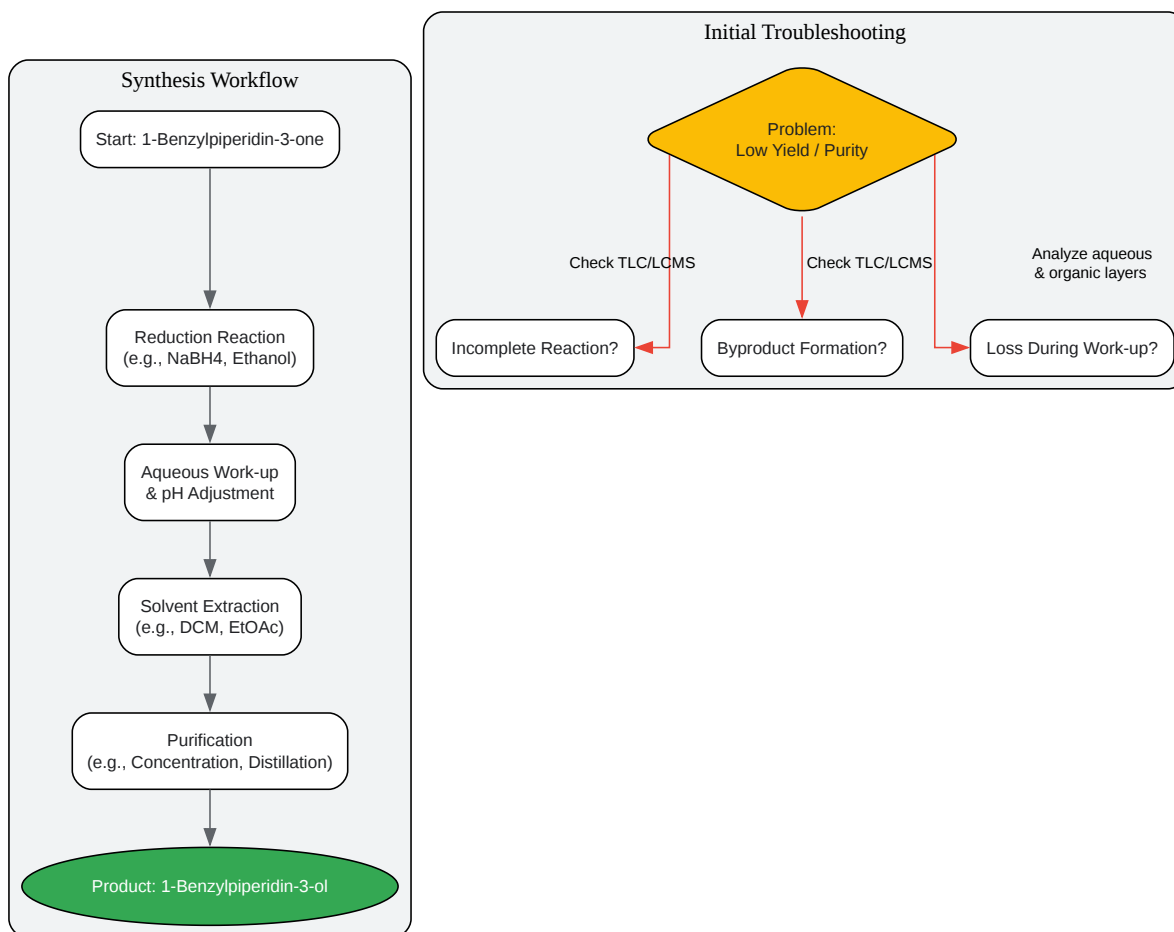 Synthesis Workflow
Start: 1-Benzylpiperidin-3-one
Reduction Reaction
(e.g., NaBH4, Ethanol)
Aqueous Work-up
& pH Adjustment
Solvent Extraction
(e.g., DCM, EtOAc)
Purification
(e.g., Concentration, Distillation)
Product: 1-Benzylpiperidin-3-ol
Initial Troubleshooting
Problem:
Low Yield / Purity
Check TLC/LCMS
Check TLC/LCMS
Analyze aqueous
& organic layers
Incomplete Reaction?
Byproduct Formation?
Loss During Work-up?